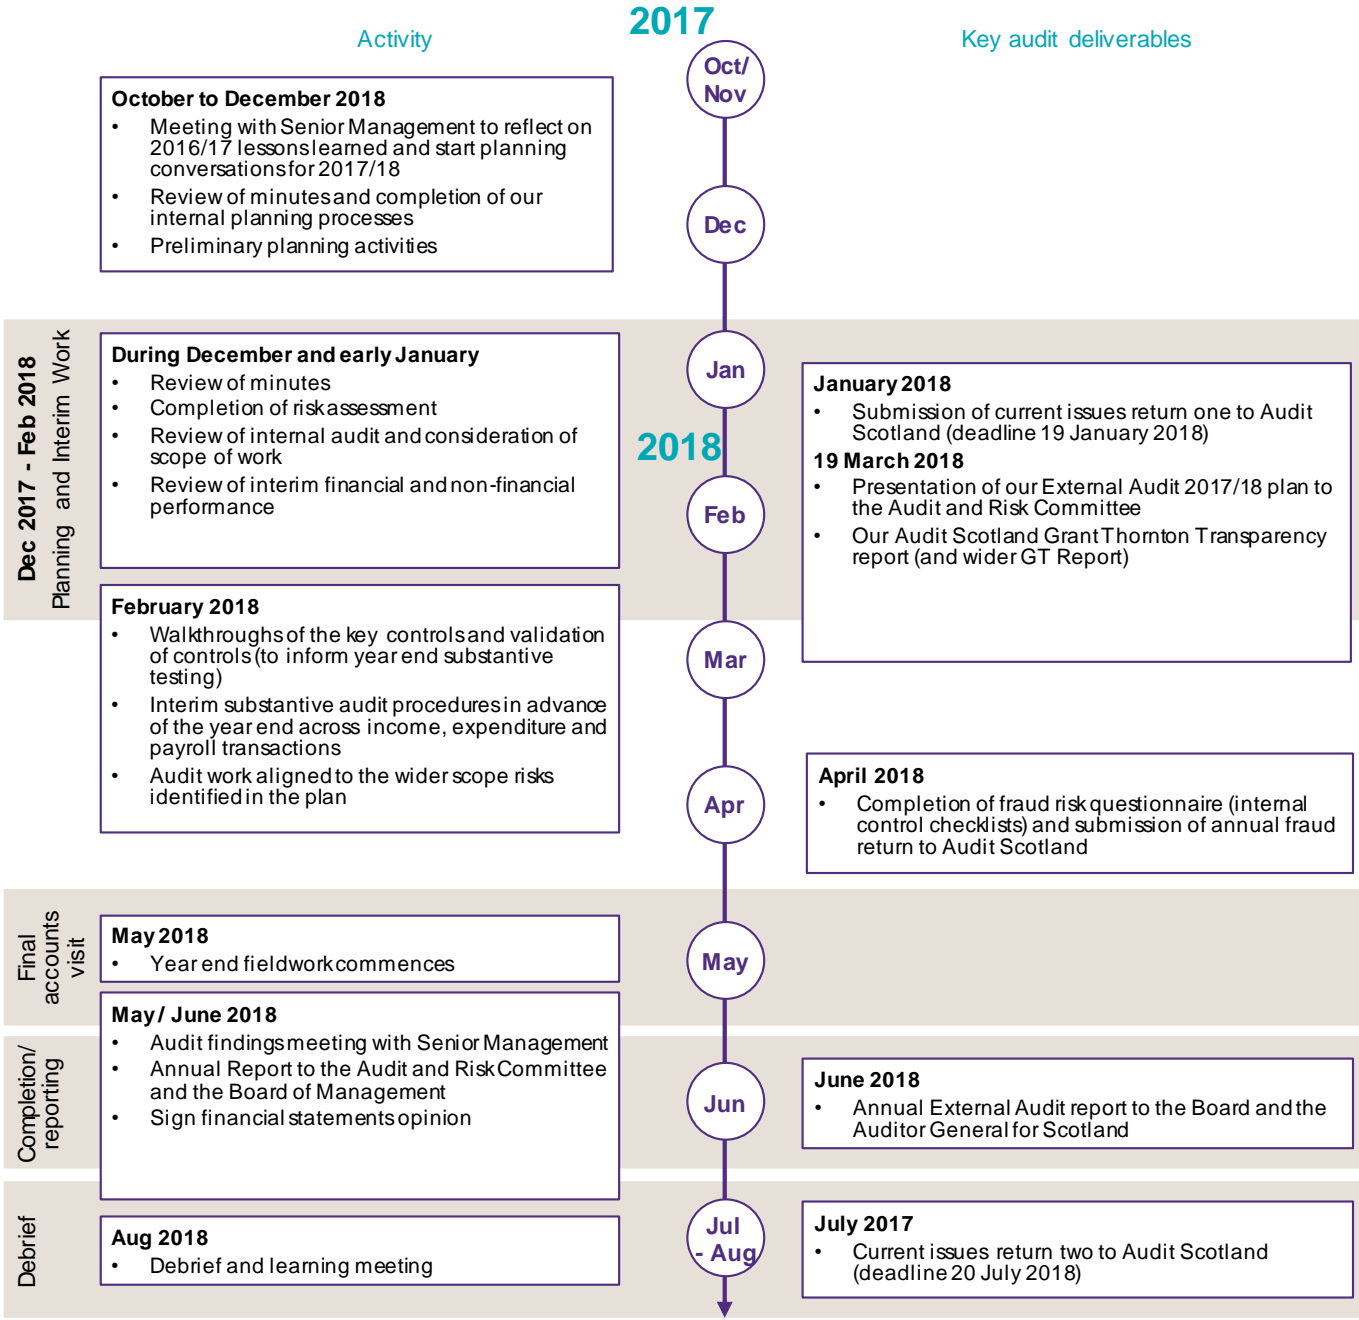 2017
Activity
Key audit deliverables
Oct/
Nov
October to December 2018
• Meeting with Senior Management to reflect on
2016/17 lessons learned and start planning
conversations for 2017/18
• Review of minutes and completion of our
internal planning processes
• Preliminary planning activities
Dec
Dec 2017 - Feb 2018
Planning and Interim Work
During December and early January
• Review of minutes
• Completion of risk assessment
• Review of internal audit and consideration of
scope of work
• Review of interim financial and non-financial
performance
Jan
2018
Feb
January 2018
• Submission of current issues return one to Audit
Scotland (deadline 19 January 2018)
19 March 2018
• Presentation of our External Audit 2017/18 plan to
the Audit and Risk Committee
• Our Audit Scotland Grant Thornton Transparency
report (and wider GT Report)
February 2018
• Walkthroughs of the key controls and validation
of controls (to inform year end substantive
testing)
• Interim substantive audit procedures in advance
of the year end across income, expenditure and
payroll transactions
• Audit work aligned to the wider scope risks
identified in the plan
Mar
Apr
April 2018
• Completion of fraud risk questionnaire (internal
control checklists) and submission of annual fraud
return to Audit Scotland
Final
accounts
visit
May 2018
• Year end fieldwork commences
May
May / June 2018
• Audit findings meeting with Senior Management
• Annual Report to the Audit and Risk Committee
and the Board of Management
• Sign financial statements opinion
Completion/
reporting
Jun
June 2018
• Annual External Audit report to the Board and the
Auditor General for Scotland
Debrief
Aug 2018
• Debrief and learning meeting
Jul
- Aug
July 2017
• Current issues return two to Audit Scotland
(deadline 20 July 2018)